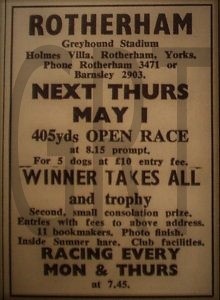 ROTHERHAM
Greyhound Stadium
Holmes Villa, Rotherham, Yorks.
Phone Rotherham 3471 or
Barnsley 2903.
NEXT THURS
MAY 1
405yds OPEN RACE
at 8.15 prompt.
For 5 dogs at £10 entry fee.
WINNER TAKES ALL
and trophy
Second, small consolation prize.
Entries with fees to above address.
11 bookmakers. Photo finish.
Inside Sumner hare. Club facilities.
RACING EVERY
MON & THURS
at 7.45.